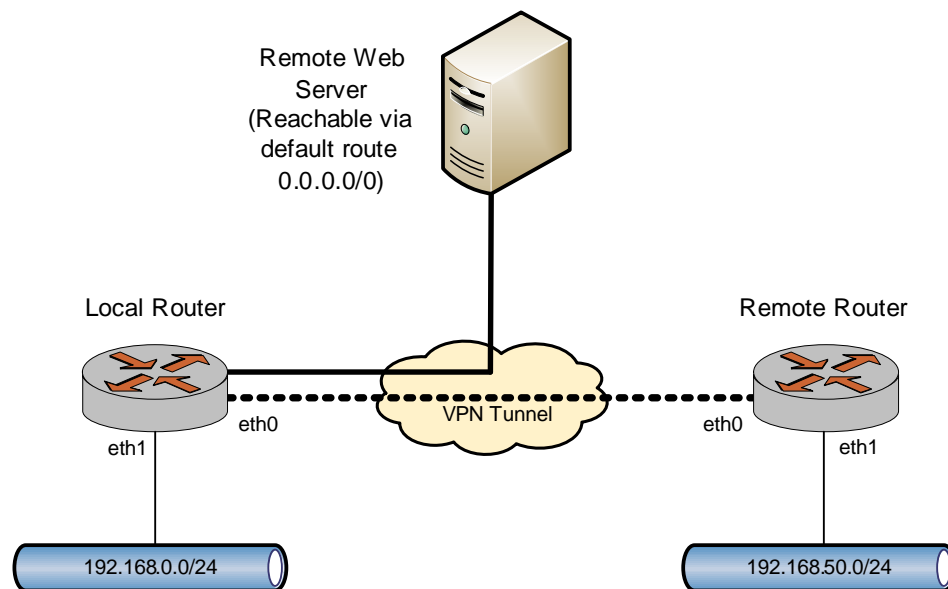 Remote Web
Server
(Reachable via
default route
0.0.0.0/0)
Local Router
Remote Router
VPN Tunnel
eth0
eth0
eth1
eth1
192.168.0.0/24
192.168.50.0/24